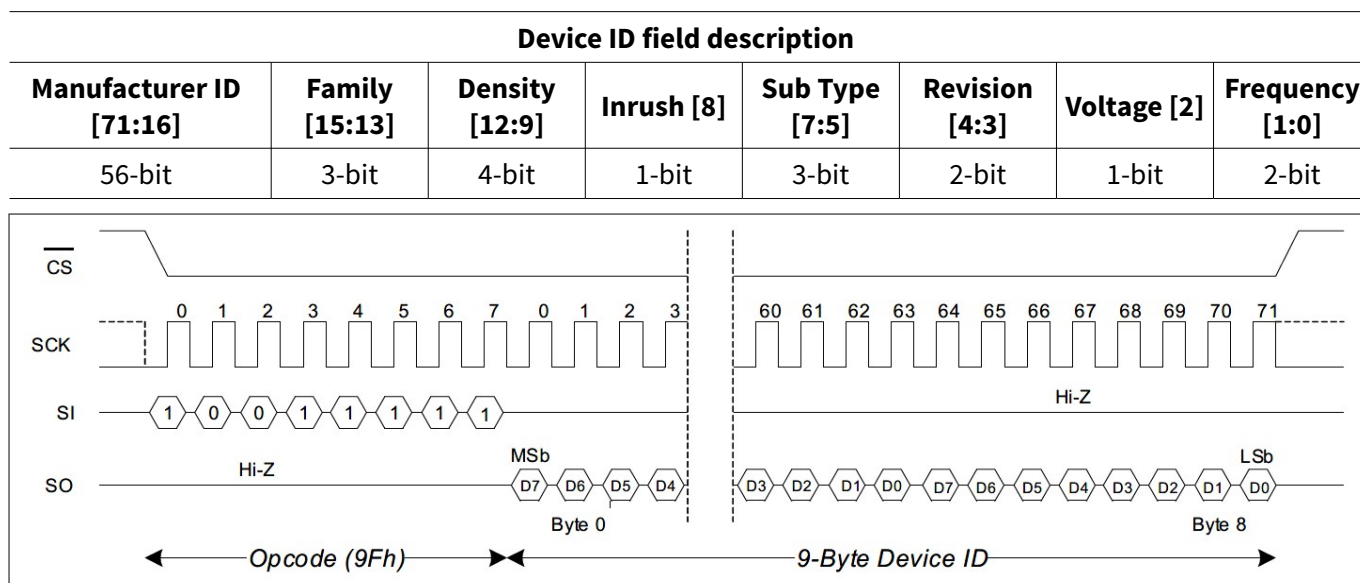 Device ID field description
Manufacturer ID [71:16] Family [15:13] Density [12:9] Inrush [8] Sub Type [7:5] Revision [4:3] Voltage [2] Frequency [1:0]
56-bit 3-bit 4-bit 1-bit 3-bit 2-bit 1-bit 2-bit
CS
0 1 2 3 4 5 6 7 0 1 2 3 60 61 62 63 64 65 66 67 68 69 70 71
SCK
Hi-Z
SI 1 0 0 1 1 1 1 1
Hi-Z MSb LSb
SO D7 D6 D5 D4 D3 D2 D1 D0 D7 D6 D5 D4 D3 D2 D1 D0
Byte 0 Byte 8
Opcode (9Fh) 9-Byte Device ID